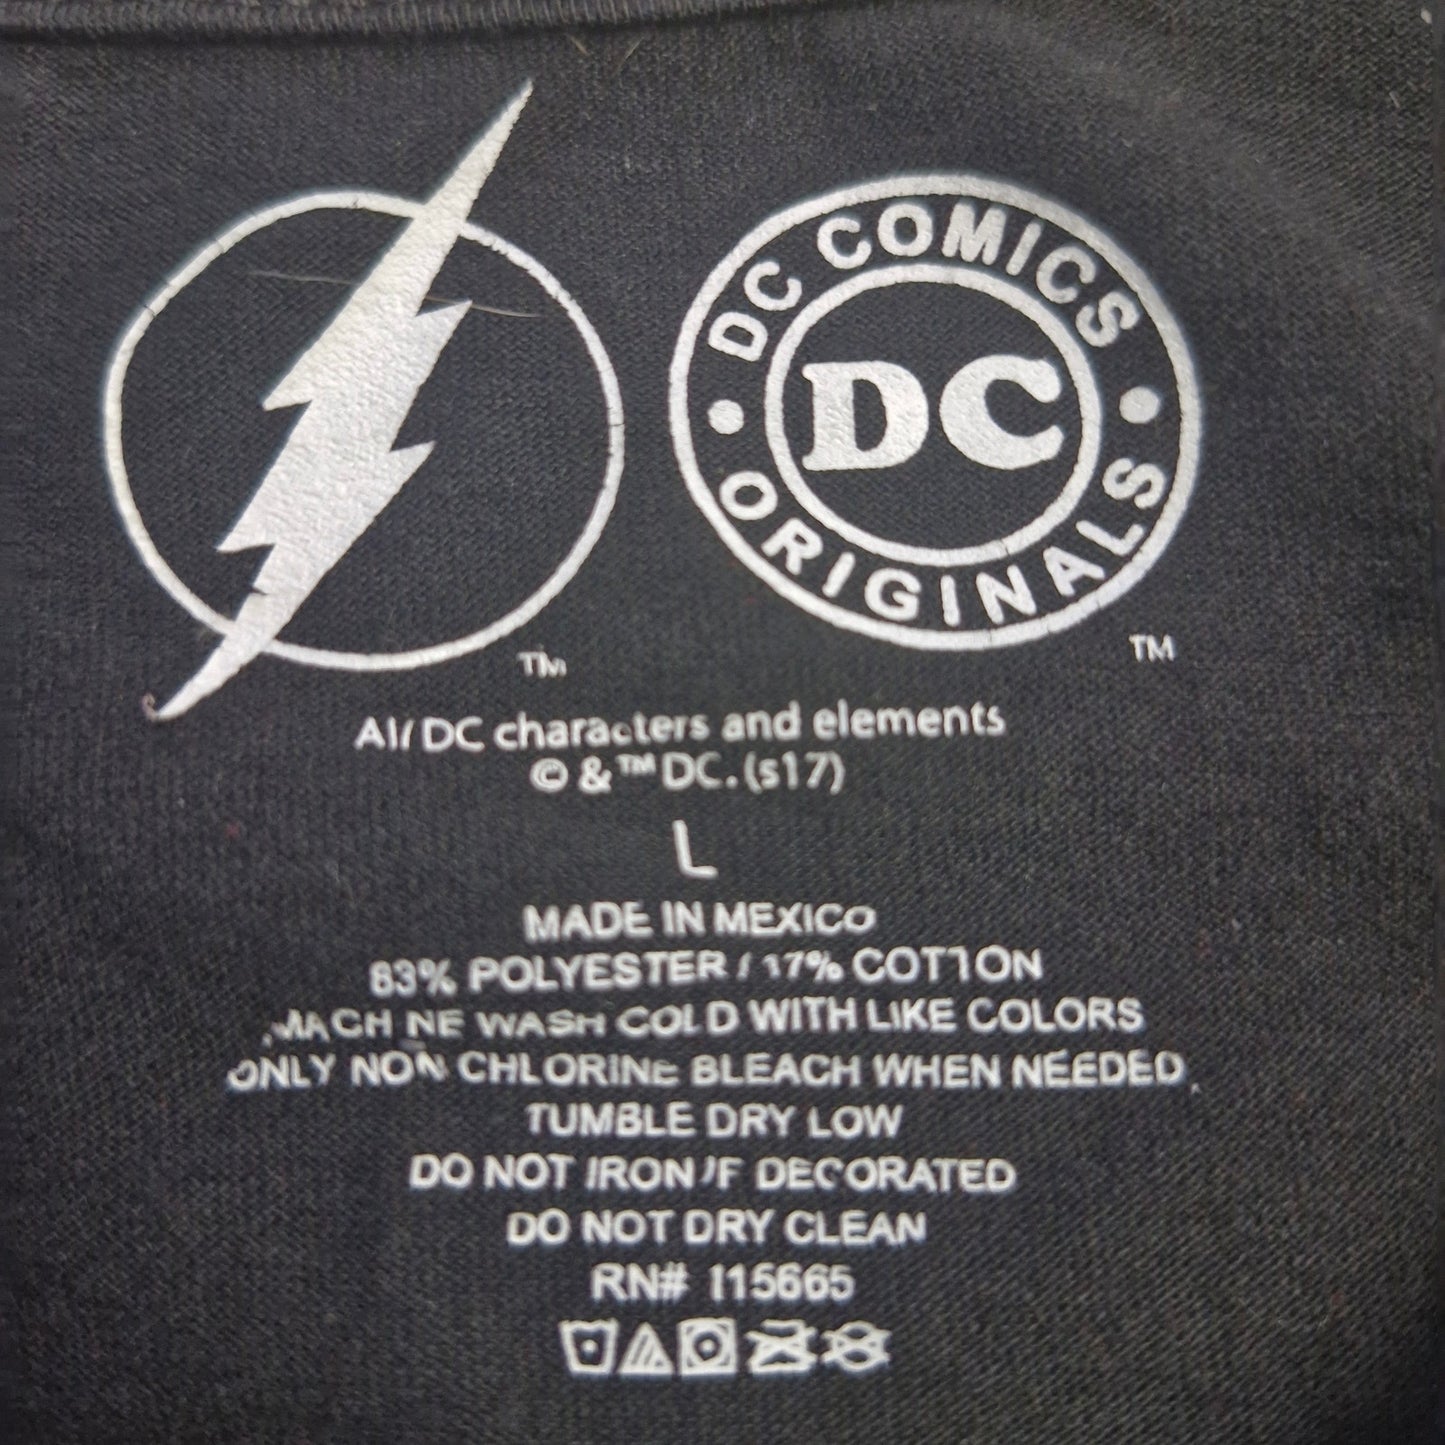 DC COMICS
DC
ORIGINALS
TM
TM
All DC characters and elements
© & ™ DC. (s17)
L
MADE IN MEXICO
83% POLYESTER / 17% COTTON
MACHINE WASH COLD WITH LIKE COLORS
ONLY NON CHLORINE BLEACH WHEN NEEDED
TUMBLE DRY LOW
DO NOT IRON IF DECORATED
DO NOT DRY CLEAN
RN# 115665